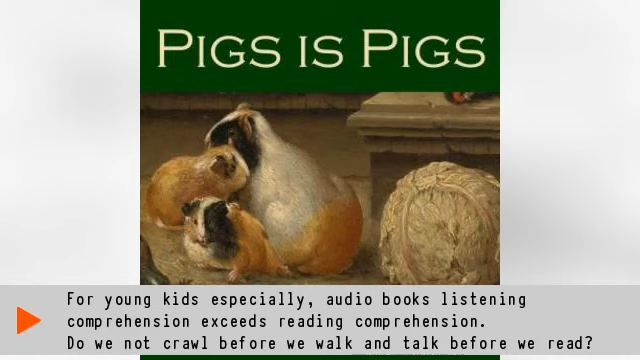 PIGS IS PIGS
For young kids especially, audio books listening
comprehension exceeds reading comprehension.
Do we not crawl before we walk and talk before we read?